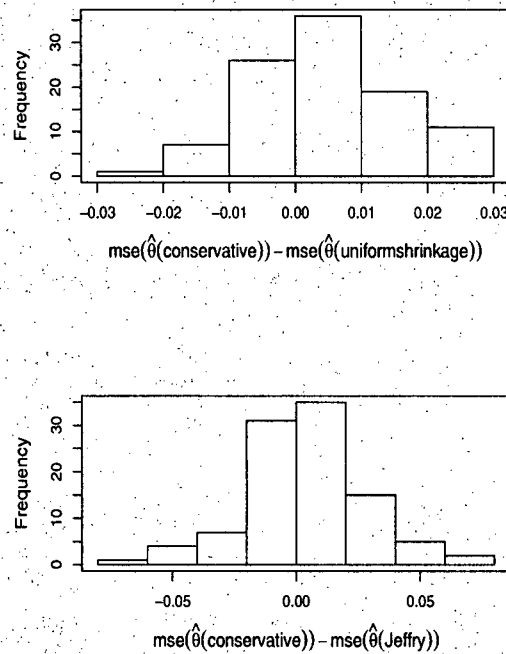 Frequency
0 10 20 30
-0.03 -0.02 -0.01 0.00 0.01 0.02 0.03
mse(θ̂(conservative)) – mse(θ̂(uniformshrinkage))
Frequency
0 10 20 30
-0.05 0.00 0.05
mse(θ̂(conservative)) – mse(θ̂(Jeffry))